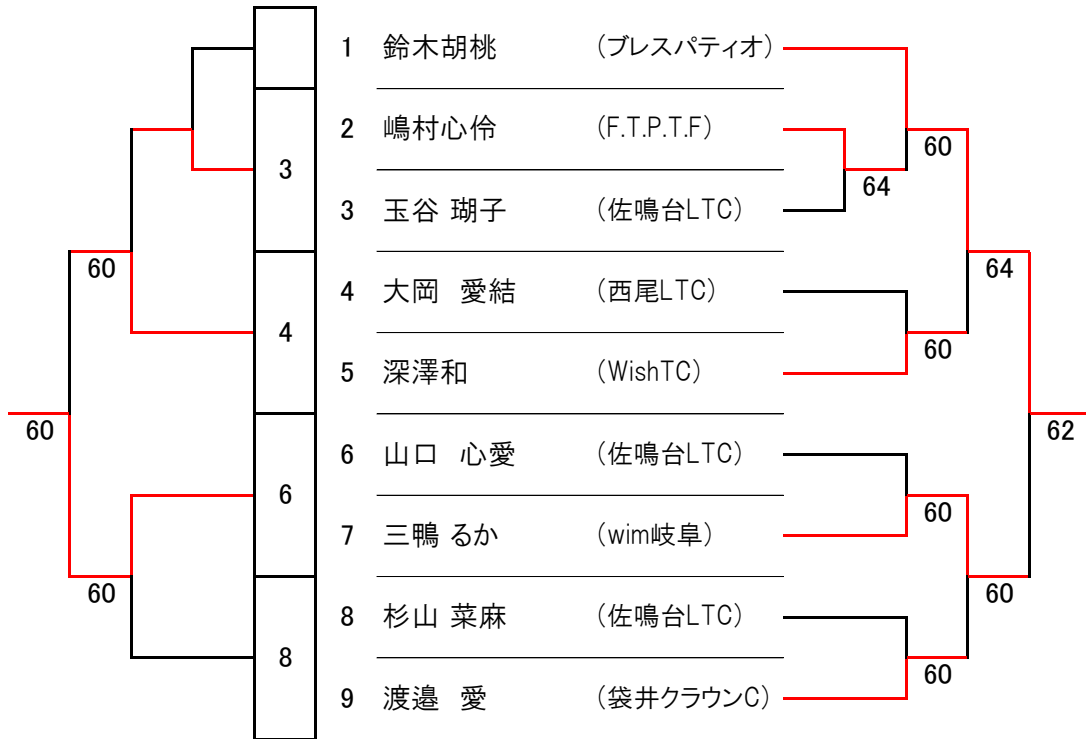 1 鈴木胡桃 (ブレスパティオ)
2 嶋村心伶 (F.T.P.T.F)
60
3
64
3 玉谷 瑚子 (佐鳴台LTC)
60
64
4 大岡 愛結 (西尾LTC)
4
60
5 深澤和 (WishTC)
60
62
6 山口 心愛 (佐鳴台LTC)
6
60
7 三鴨 るか (wim岐阜)
60
60
8 杉山 菜麻 (佐鳴台LTC)
8
60
9 渡邉 愛 (袋井クラウンC)